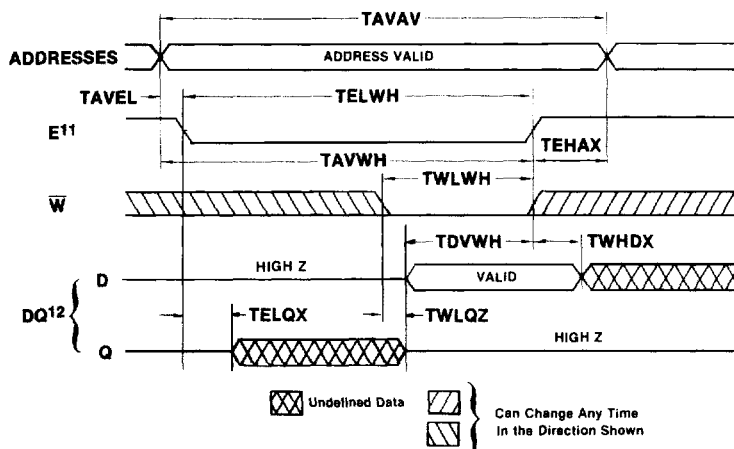 TAVAV
ADDRESSES
ADDRESS VALID
TAVEL
TELWH
E11
TEHAX
TAVWH
TWLWH
W
TDVWH
TWHDX
HIGH Z
D
VALID
DQ12
TELQX
TWLQZ
HIGH Z
Q
Undefined Data
Can Change Any Time
In the Direction Shown